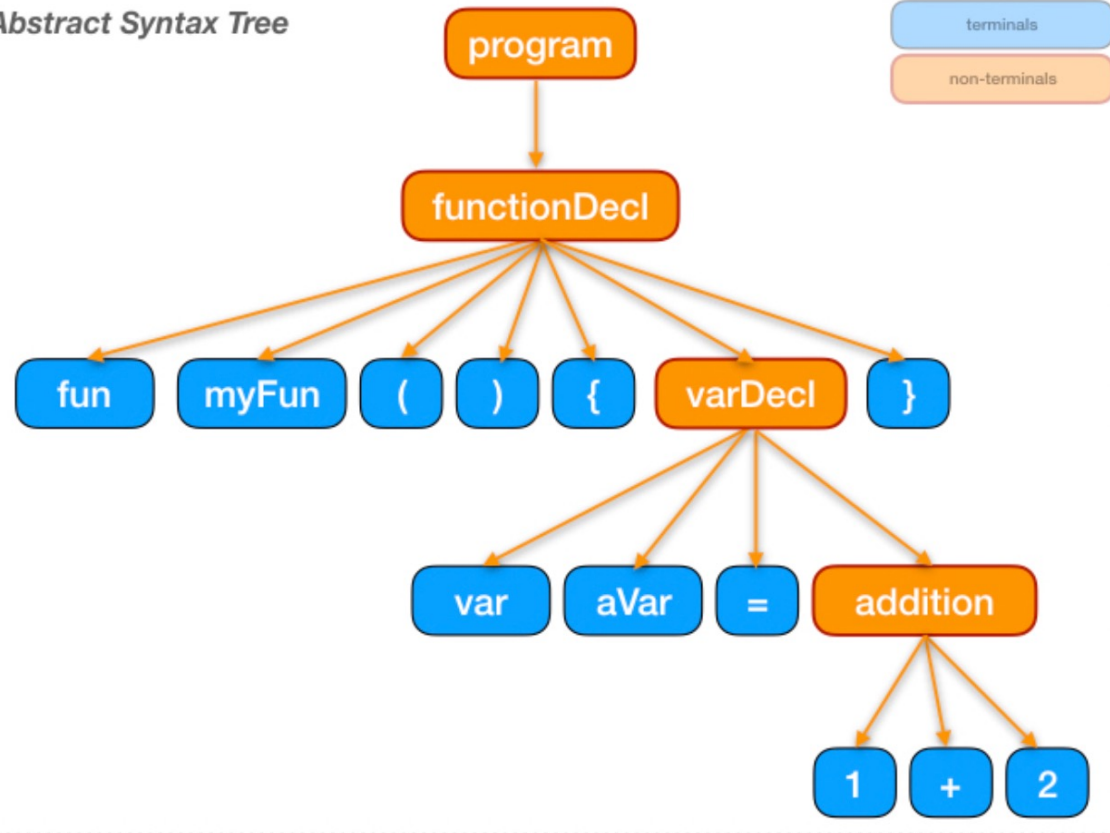 Abstract Syntax Tree
terminals
non-terminals
program
functionDecl
fun myFun ( ) { varDecl }
var aVar = addition
1 + 2